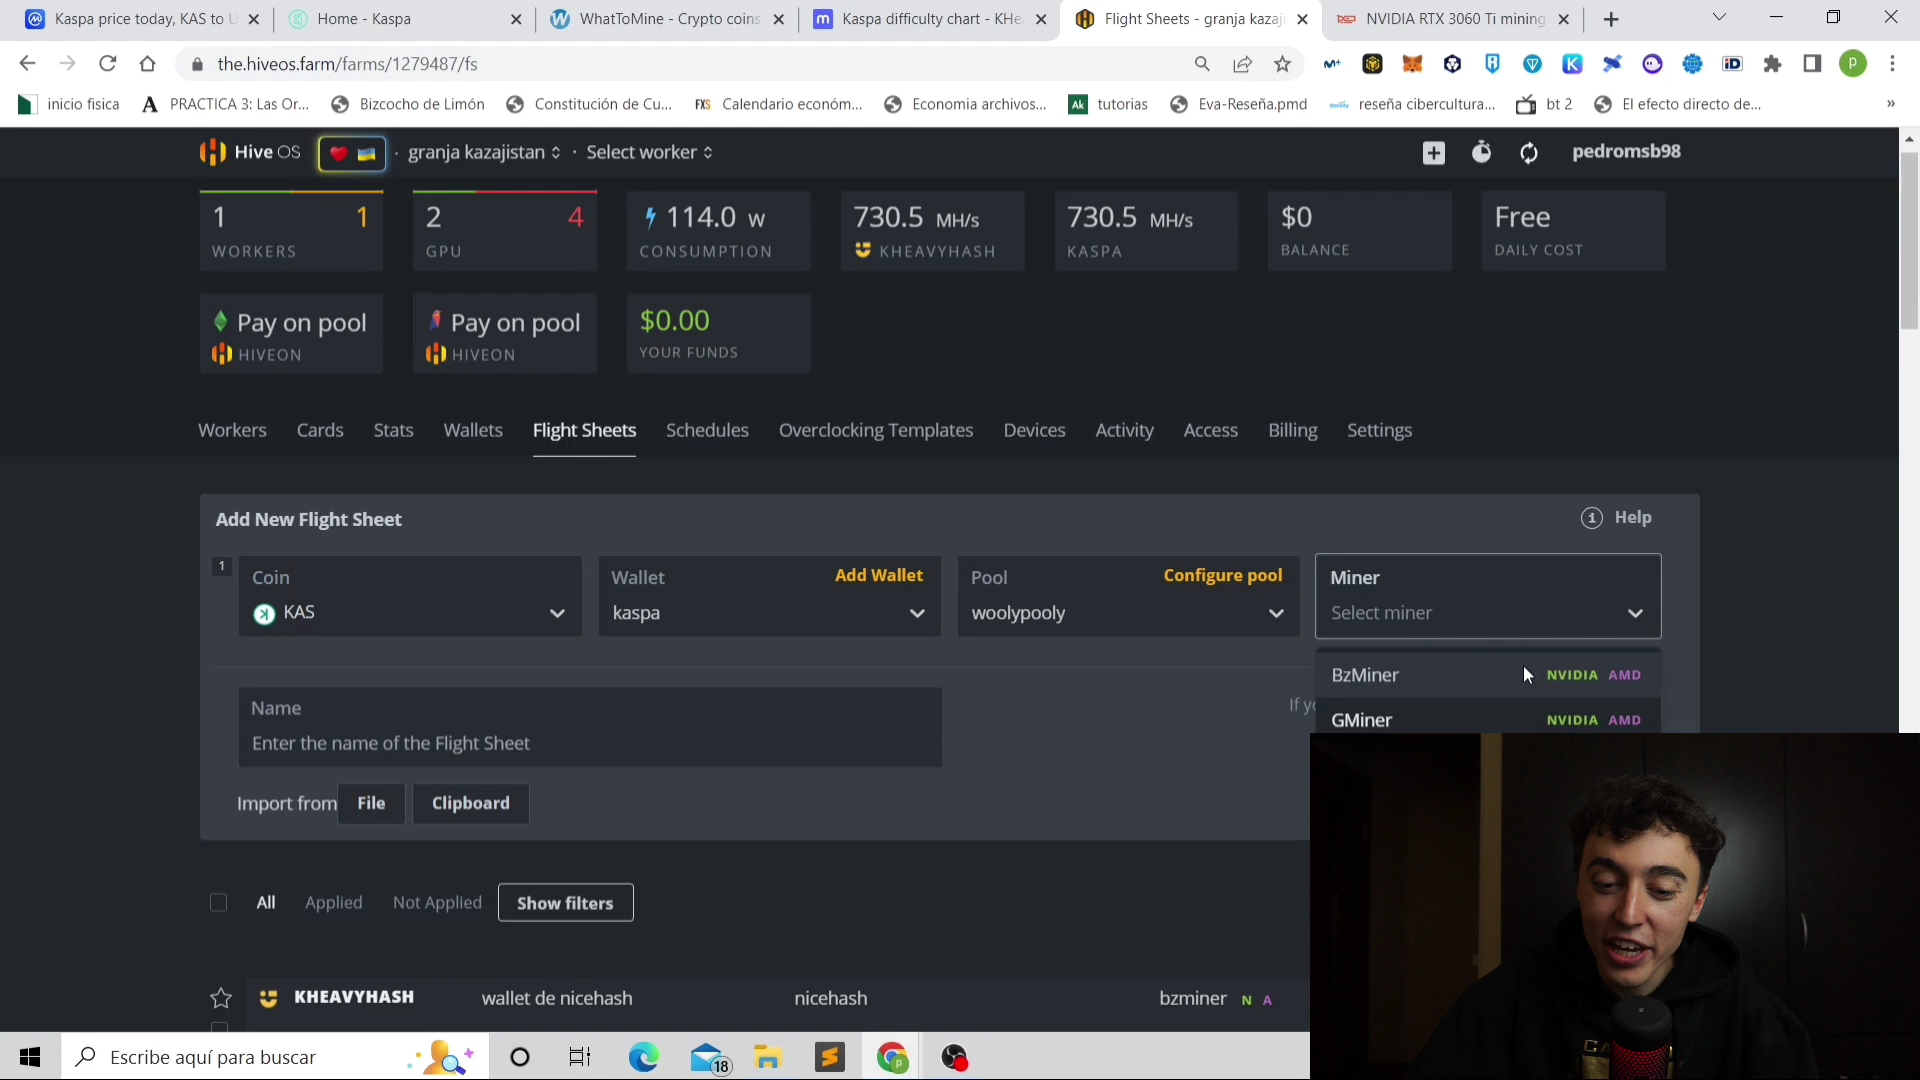 Kaspa price today, KAS to U
Home - Kaspa
WhatToMine - Crypto coins
Kaspa difficulty chart - KHea
Flight Sheets - granja kazaji
NVIDIA RTX 3060 Ti mining
the.hiveos.farm/farms/1279487/fs
inicio fisica
PRACTICA 3: Las Or...
Bizcocho de Limón
Constitución de Cu...
FXS Calendario económ...
Economia archivos...
Ak tutorias
Eva-Reseña.pmd
reseña cibercultura...
bt 2
El efecto directo de...
»
Hive OS · granja kazajistan · Select worker
pedromsb98
1 1
WORKERS
2 4
GPU
114.0 W
CONSUMPTION
730.5 MH/s
KHEAVYHASH
730.5 MH/s
KASPA
$0
BALANCE
Free
DAILY COST
Pay on pool
HIVEON
Pay on pool
HIVEON
$0.00
YOUR FUNDS
Workers Cards Stats Wallets Flight Sheets Schedules Overclocking Templates Devices Activity Access Billing Settings
Add New Flight Sheet
Help
1
Coin
KAS
Wallet Add Wallet
kaspa
Pool Configure pool
woolypooly
Miner
Select miner
BzMiner NVIDIA AMD
GMiner NVIDIA AMD
Name
Enter the name of the Flight Sheet
If yo
Import from File Clipboard
All Applied Not Applied Show filters
KHEAVYHASH wallet de nicehash nicehash bzminer N A
Escribe aquí para buscar
18